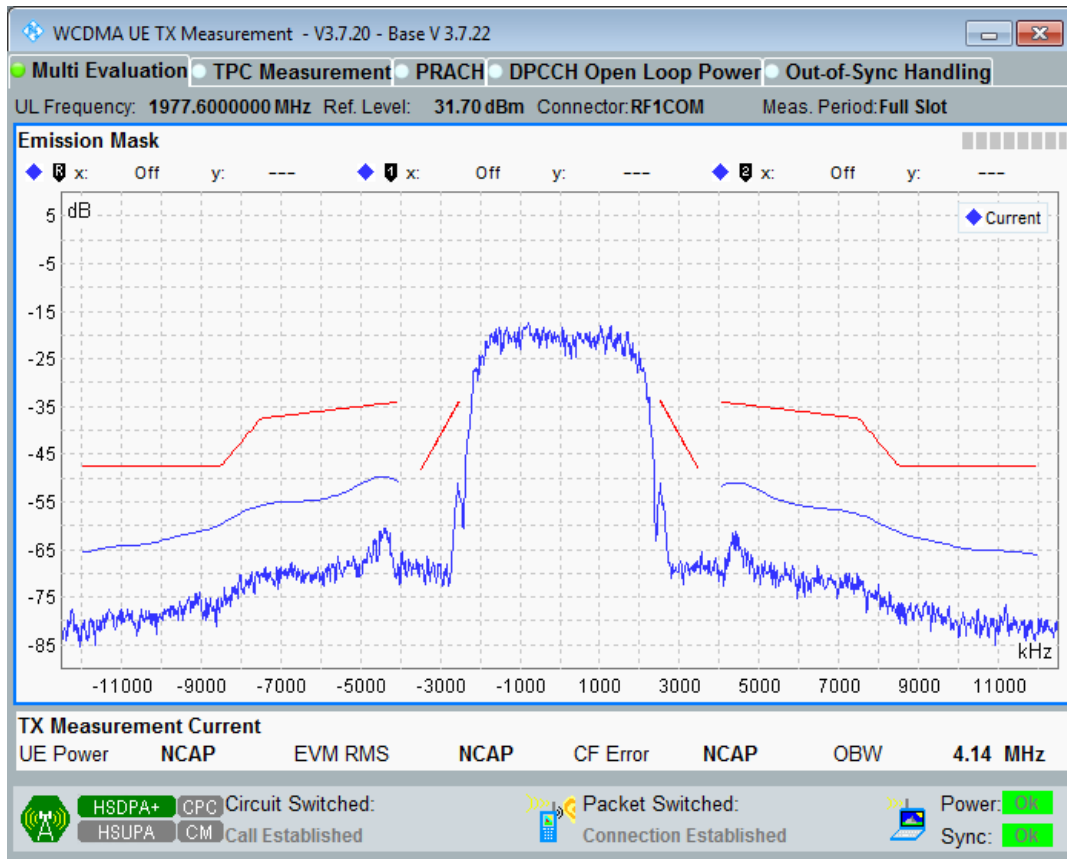 WCDMA UE TX Measurement - V3.7.20 - Base V 3.7.22
Multi Evaluation TPC Measurement PRACH DPCCH Open Loop Power Out-of-Sync Handling
UL Frequency: 1977.6000000 MHz Ref. Level: 31.70 dBm Connector:RF1COM Meas. Period:Full Slot
Emission Mask
R x: Off y: --- 1 x: Off y: --- 2 x: Off y: ---
dB
Current
5
-5
-15
-25
-35
-45
-55
-65
-75
-85
kHz
-11000 -9000 -7000 -5000 -3000 -1000 1000 3000 5000 7000 9000 11000
TX Measurement Current
UE Power NCAP EVM RMS NCAP CF Error NCAP OBW 4.14 MHz
HSDPA+ CPC Circuit Switched: Packet Switched: Power: Ok
HSUPA CM Call Established Connection Established Sync: Ok